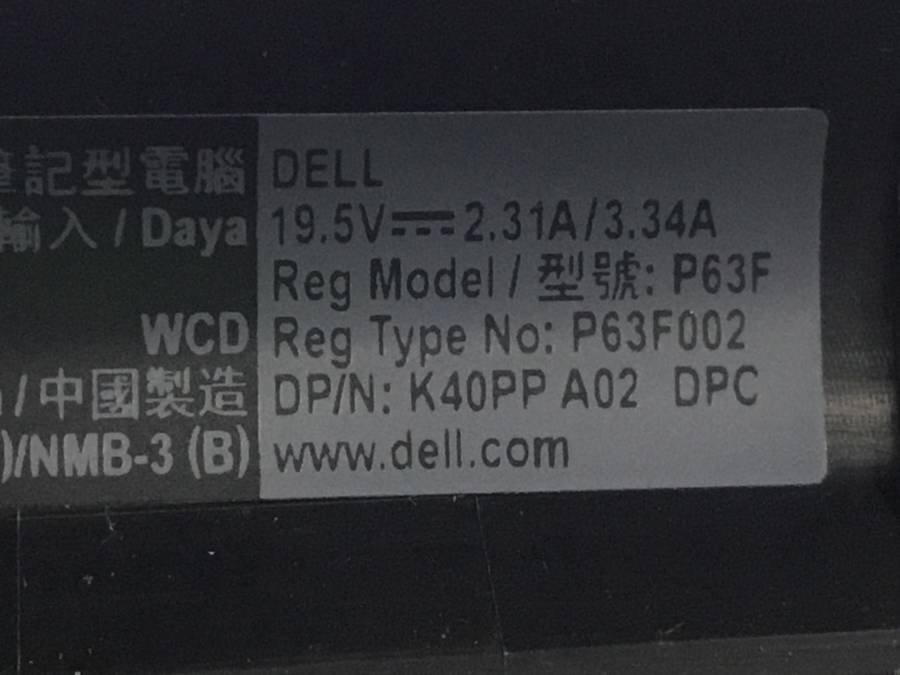 筆記型電腦 DELL
輸入 / Daya 19.5V 2.31A/3.34A
Reg Model / 型號: P63F
WCD Reg Type No: P63F002
/ 中國製造 DP/N: K40PP A02 DPC
)/NMB-3 (B) www.dell.com